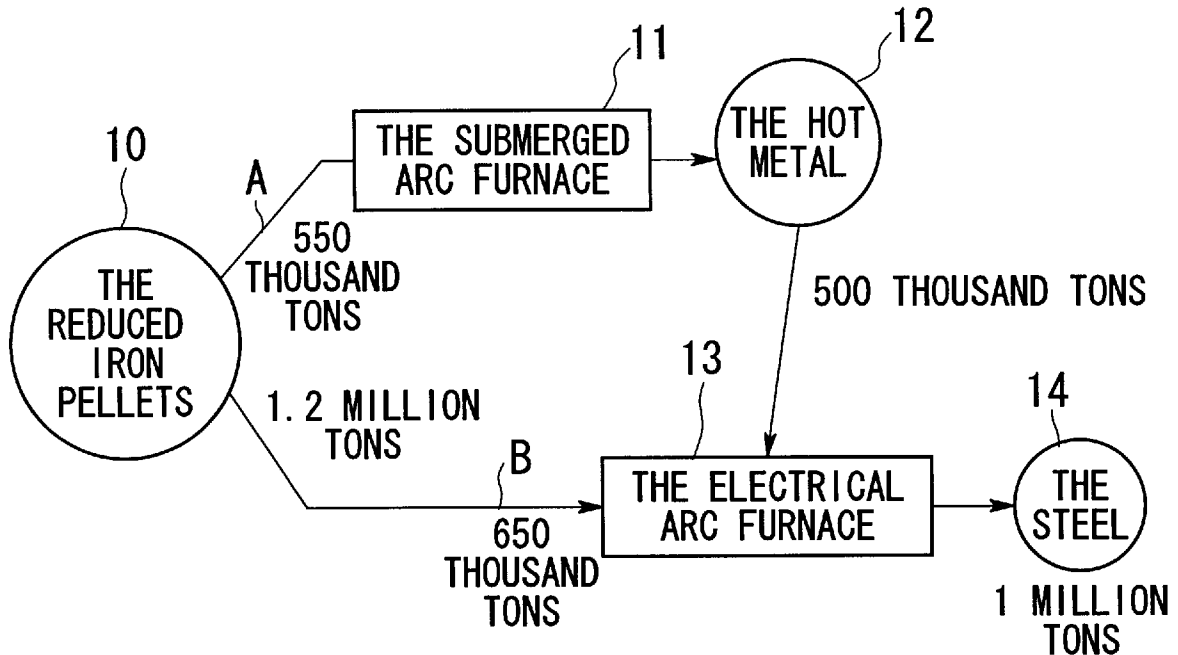 11
12
THE SUBMERGED
ARC FURNACE
THE HOT
METAL
10
A
550
THOUSAND
TONS
THE
REDUCED
IRON
PELLETS
500 THOUSAND TONS
1.2 MILLION
TONS
13
14
B
THE ELECTRICAL
ARC FURNACE
THE
STEEL
650
THOUSAND
TONS
1 MILLION
TONS